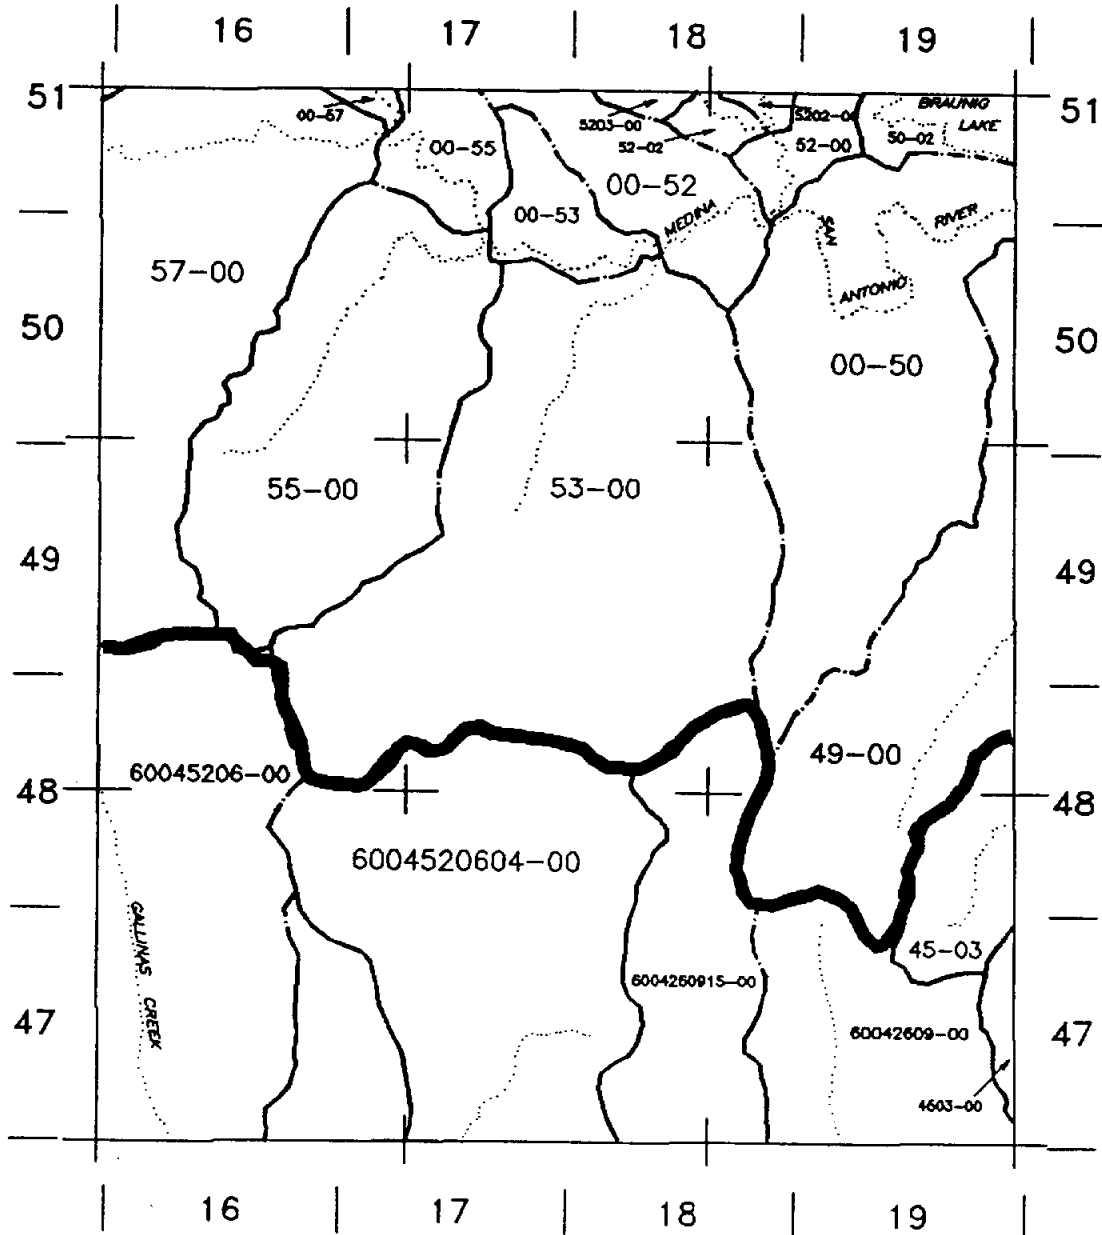 16 17 18 19
51 51
00-57
5203-00
5202-00
BRAUNIG
LAKE
50-02
52-02
52-00
00-55
00-52
00-53
MEDINA
SAN
RIVER
57-00
ANTONIO
50 50
00-50
55-00
53-00
49 49
49-00
60045206-00
48 48
6004520604-00
GALLINAS CREEK
45-03
6004260915-00
47 47
60042609-00
4603-00
16 17 18 19